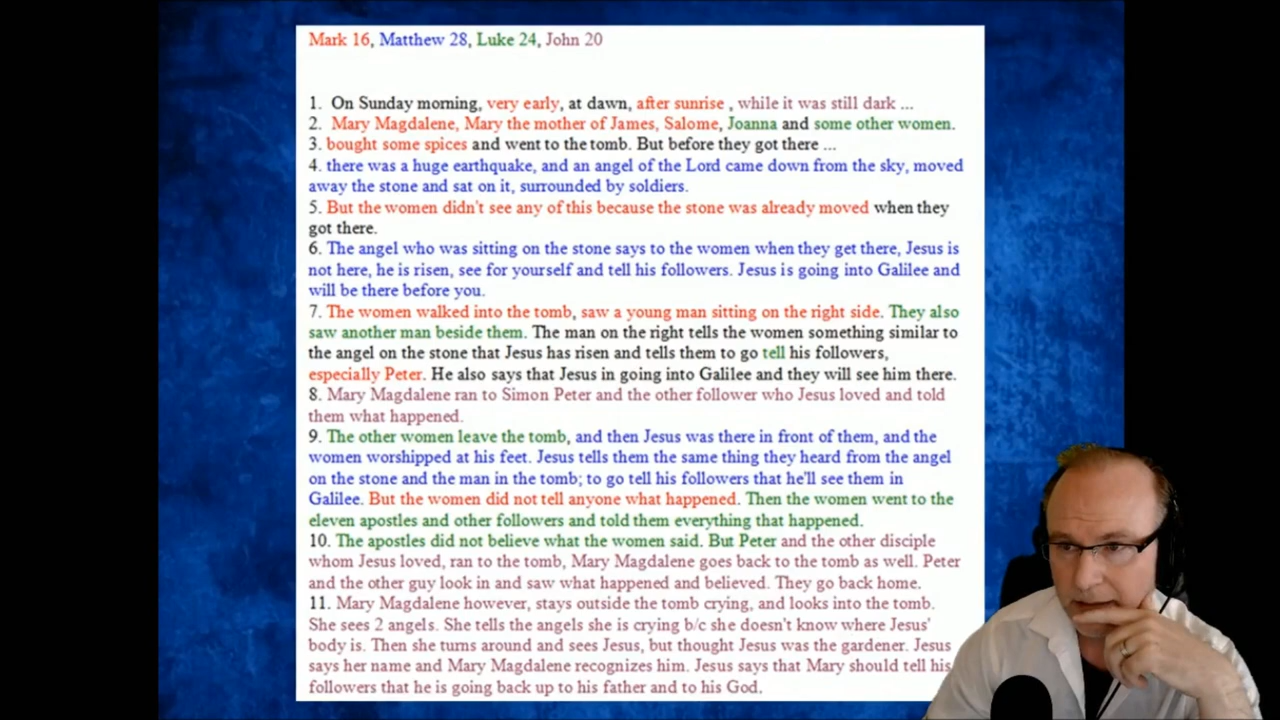 Mark 16, Matthew 28, Luke 24, John 20
1. On Sunday morning, very early, at dawn, after sunrise , while it was still dark ...
2. Mary Magdalene, Mary the mother of James, Salome, Joanna and some other women.
3. bought some spices and went to the tomb. But before they got there ...
4. there was a huge earthquake, and an angel of the Lord came down from the sky, moved
away the stone and sat on it, surrounded by soldiers.
5. But the women didn't see any of this because the stone was already moved when they
got there.
6. The angel who was sitting on the stone says to the women when they get there, Jesus is
not here, he is risen, see for yourself and tell his followers. Jesus is going into Galilee and
will be there before you.
7. The women walked into the tomb, saw a young man sitting on the right side. They also
saw another man beside them. The man on the right tells the women something similar to
the angel on the stone that Jesus has risen and tells them to go tell his followers,
especially Peter. He also says that Jesus in going into Galilee and they will see him there.
8. Mary Magdalene ran to Simon Peter and the other follower who Jesus loved and told
them what happened.
9. The other women leave the tomb, and then Jesus was there in front of them, and the
women worshipped at his feet. Jesus tells them the same thing they heard from the angel
on the stone and the man in the tomb; to go tell his followers that he'll see them in
Galilee. But the women did not tell anyone what happened. Then the women went to the
eleven apostles and other followers and told them everything that happened.
10. The apostles did not believe what the women said. But Peter and the other disciple
whom Jesus loved, ran to the tomb, Mary Magdalene goes back to the tomb as well. Peter
and the other guy look in and saw what happened and believed. They go back home.
11. Mary Magdalene however, stays outside the tomb crying, and looks into the tomb.
She sees 2 angels. She tells the angels she is crying b/c she doesn't know where Jesus'
body is. Then she turns around and sees Jesus, but thought Jesus was the gardener. Jesus
says her name and Mary Magdalene recognizes him. Jesus says that Mary should tell his
followers that he is going back up to his father and to his God.